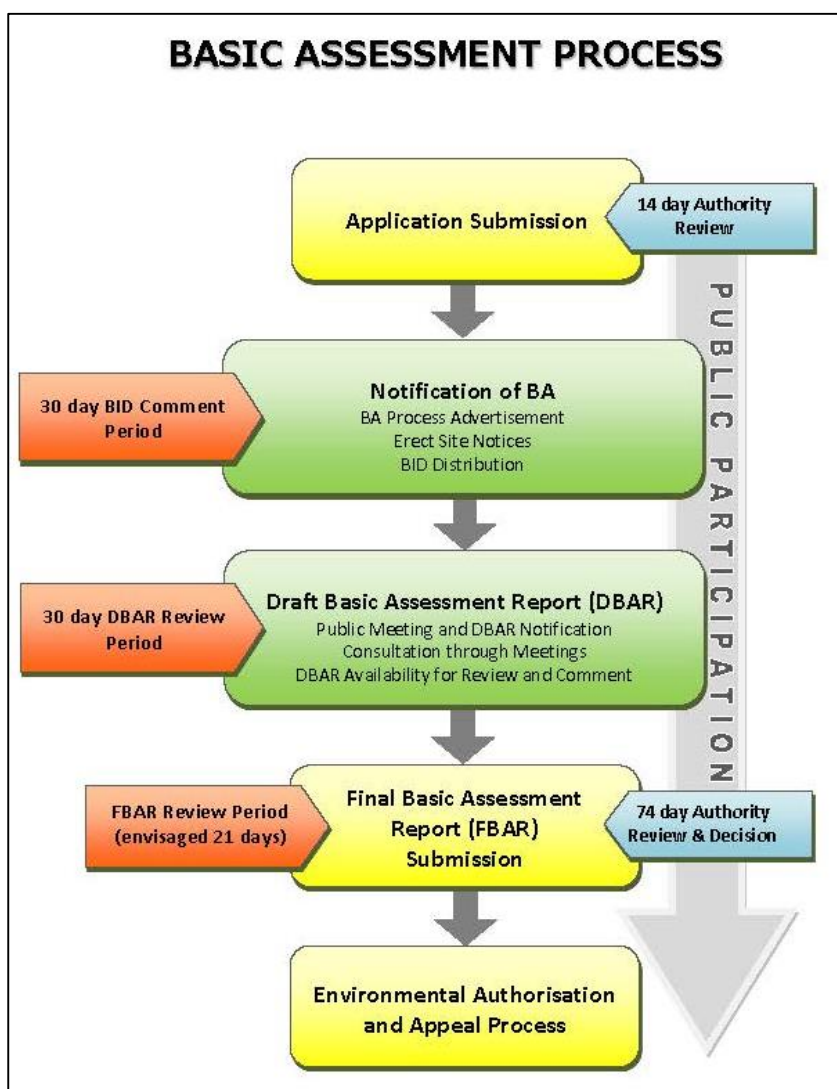 BASIC ASSESSMENT PROCESS
Application Submission
14 day Authority
Review
30 day BID Comment
Period
Notification of BA
BA Process Advertisement
Erect Site Notices
BID Distribution
30 day DBAR Review
Period
Draft Basic Assessment Report (DBAR)
Public Meeting and DBAR Notification
Consultation through Meetings
DBAR Availability for Review and Comment
FBAR Review Period
(envisaged 21 days)
Final Basic Assessment
Report (FBAR)
Submission
74 day Authority
Review & Decision
Environmental Authorisation
and Appeal Process
PUBLIC PARTICIPATION